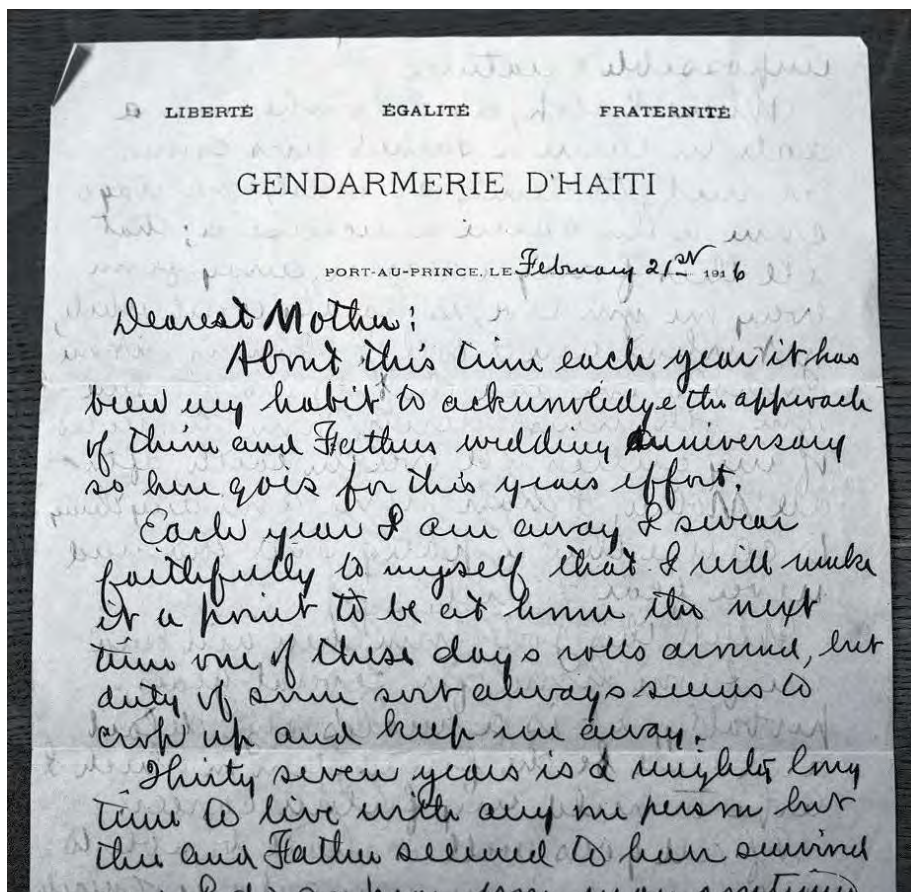 LIBERTÉ ÉGALITÉ FRATERNITÉ
GENDARMERIE D'HAITI
PORT-AU-PRINCE, LE February 21st 1916
Dearest Mother:
About this time each year it has
been my habit to acknowledge the approach
of thine and Fathers wedding Anniversary
so here goes for this years effort.
Each year I am away I swear
faithfully to myself that I will make
it a point to be at home the next
time one of these days rolls around, but
duty of some sort always seems to
crop up and keep me away.
Thirty seven years is a mighty long
time to live with any one person but
thee and Father seemed to have survived